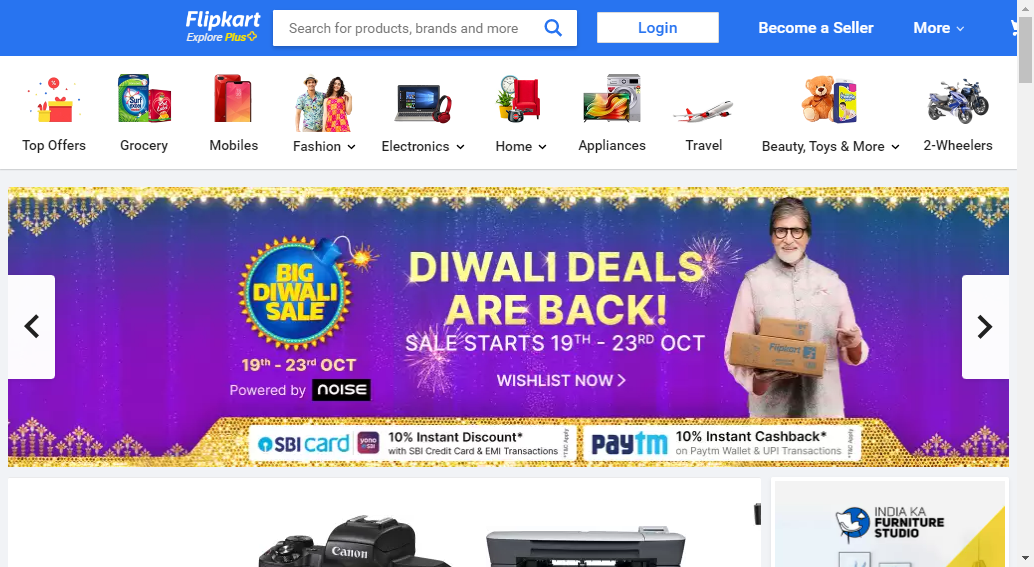 Flipkart
Explore Plus
Search for products, brands and more
Login
Become a Seller
More
Top Offers
Grocery
Mobiles
Fashion
Electronics
Home
Appliances
Travel
Beauty, Toys & More
2-Wheelers
BIG
DIWALI
SALE
19th - 23rd OCT
Powered by noise
DIWALI DEALS
ARE BACK!
SALE STARTS 19TH - 23RD OCT
WISHLIST NOW >
Flipkart
SBI card
yono
SBI
10% Instant Discount*
with SBI Credit Card & EMI Transactions
*T&C Apply
paytm
10% Instant Cashback*
on Paytm Wallet & UPI Transactions
*T&C Apply
Canon
INDIA KA
FURNITURE
STUDIO